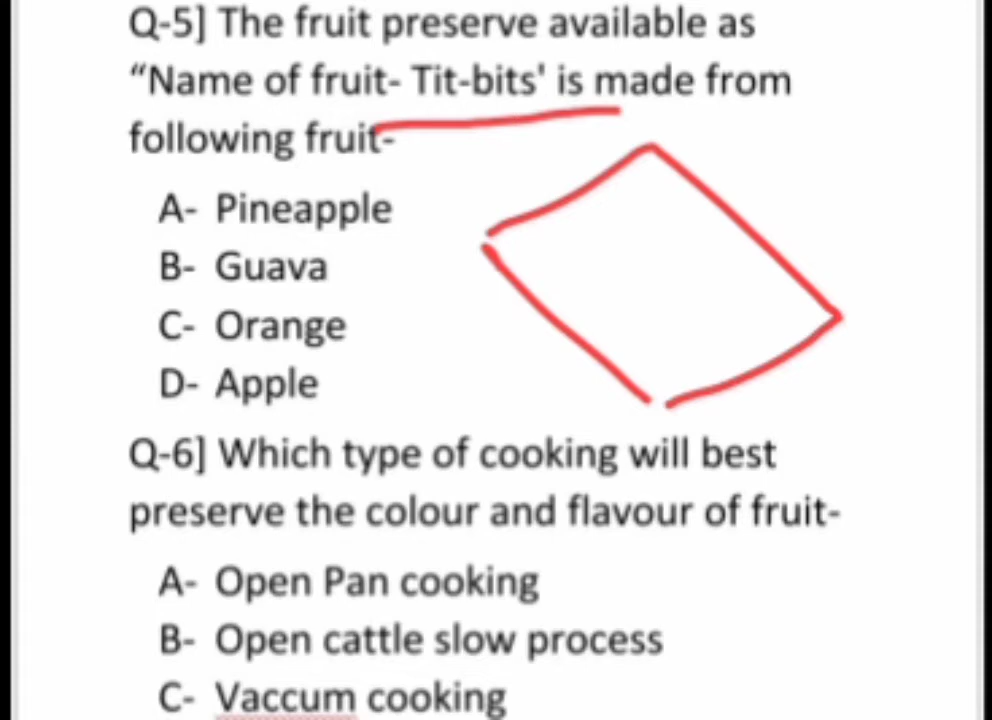 Q-5] The fruit preserve available as
“Name of fruit- Tit-bits' is made from
following fruit-
A- Pineapple
B- Guava
C- Orange
D- Apple
Q-6] Which type of cooking will best
preserve the colour and flavour of fruit-
A- Open Pan cooking
B- Open cattle slow process
C- Vaccum cooking